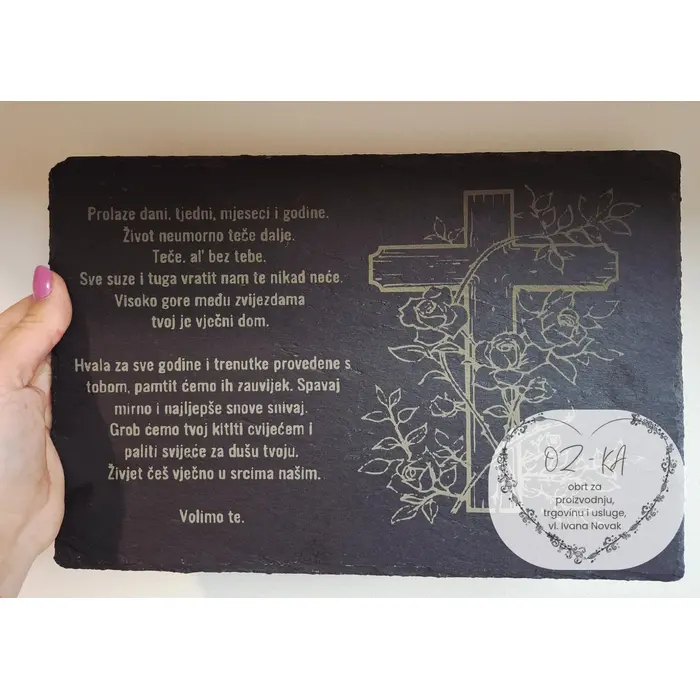 Prolaze dani, tjedni, mjeseci i godine.
Život neumorno teče dalje.
Teče, al' bez tebe.
Sve suze i tuga vratit nam te nikad neće.
Visoko gore među zvijezdama
tvoj je vječni dom.
Hvala za sve godine i trenutke provedene s
tobom, pamtit ćemo ih zauvijek. Spavaj
mirno i najljepše snove snivaj.
Grob ćemo tvoj kititi cvijećem i
paliti svijeće za dušu tvoju.
Živjet ćeš vječno u srcima našim.
Volimo te.
OZ-KA
obrt za
proizvodnju,
trgovinu i usluge,
vl. Ivana Novak